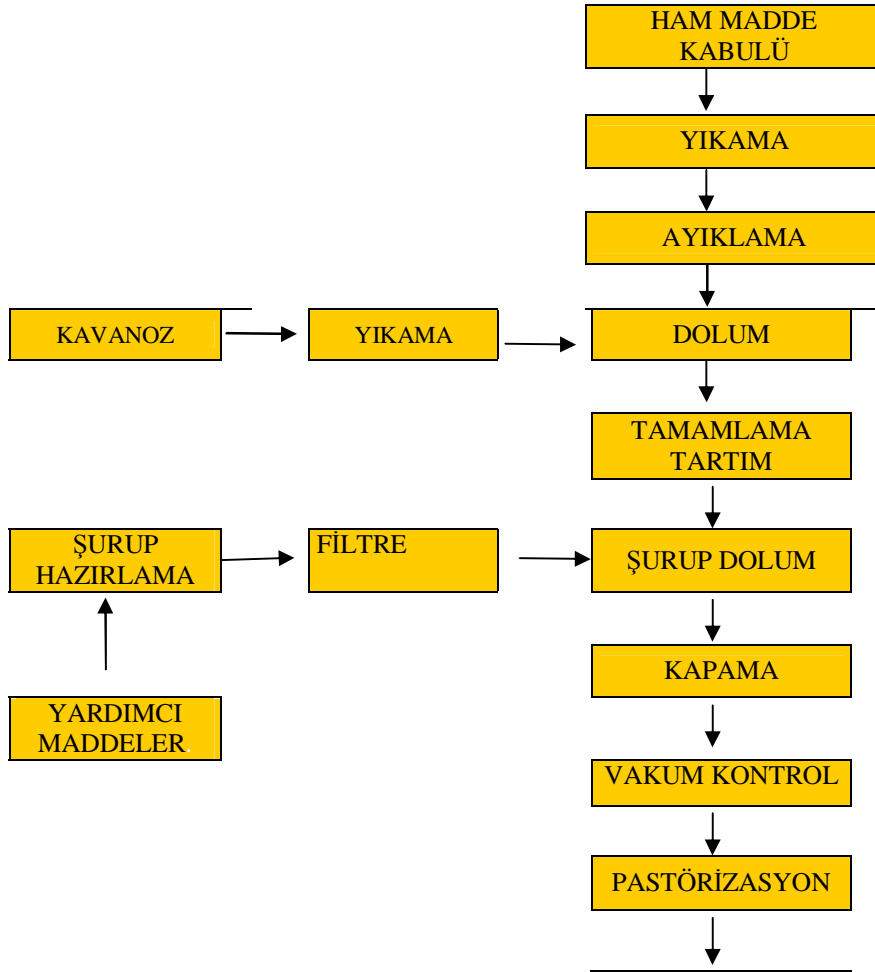 HAM MADDE
KABULÜ
YIKAMA
AYIKLAMA
KAVANOZ
YIKAMA
DOLUM
TAMAMLAMA
TARTIM
ŞURUP
HAZIRLAMA
FİLTRE
ŞURUP DOLUM
KAPAMA
YARDIMCI
MADDELER.
VAKUM KONTROL
PASTÖRİZASYON